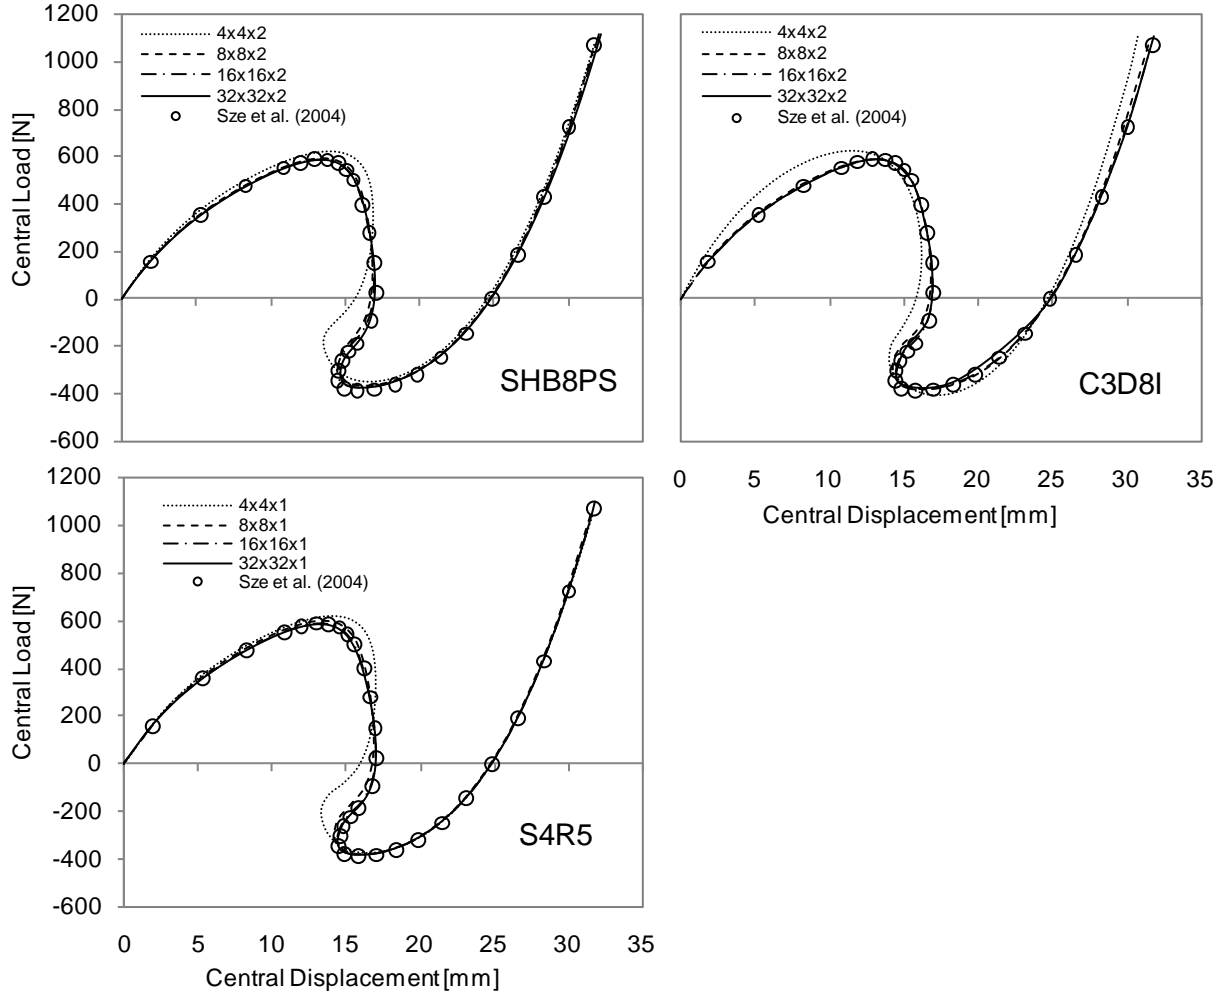 1200
1000
800
600
400
200
0
-200
-400
-600
Central Load [N]
4x4x2
8x8x2
16x16x2
32x32x2
Sze et al. (2004)
SHB8PS
4x4x2
8x8x2
16x16x2
32x32x2
Sze et al. (2004)
C3D8I
0 5 10 15 20 25 30 35
Central Displacement [mm]
1200
1000
800
600
400
200
0
-200
-400
-600
Central Load [N]
4x4x1
8x8x1
16x16x1
32x32x1
Sze et al. (2004)
S4R5
0 5 10 15 20 25 30 35
Central Displacement [mm]